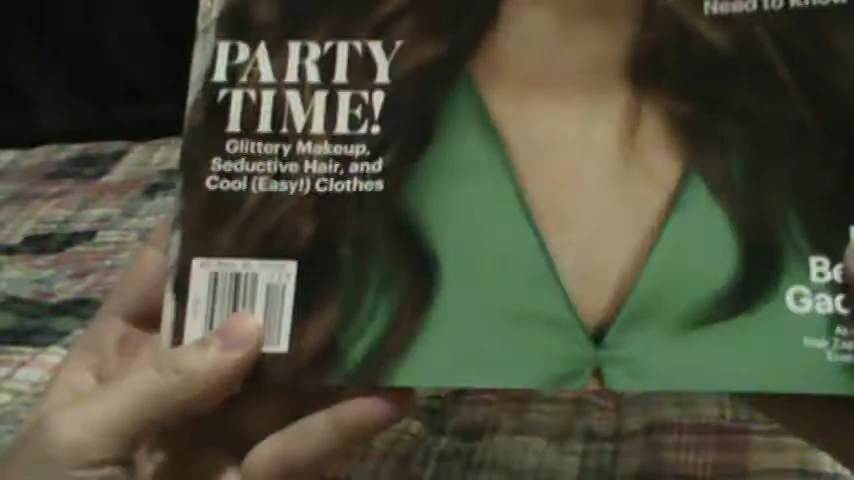 Need to Know
PARTY
TIME!
Glittery Makeup,
Seductive Hair, and
Cool (Easy!) Clothes
Be
Gad